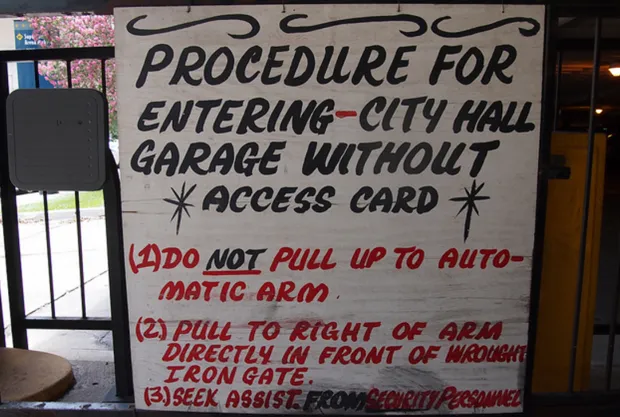 PROCEDURE FOR
ENTERING-CITY HALL
GARAGE WITHOUT
ACCESS CARD
(1) DO NOT PULL UP TO AUTO-
MATIC ARM.
(2) PULL TO RIGHT OF ARM
DIRECTLY IN FRONT OF WROUGHT
IRON GATE.
(3.) SEEK ASSIST. FROM SECURITY PERSONNEL